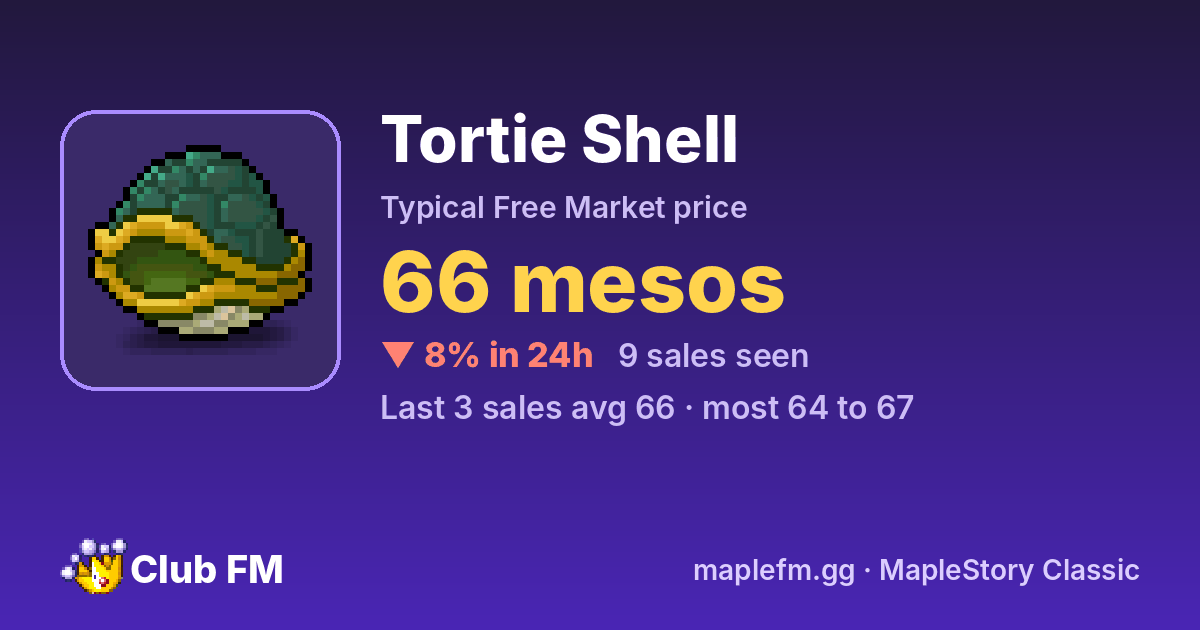 Tortie Shell
Typical Free Market price
66 mesos
▼ 8% in 24h 9 sales seen
Last 3 sales avg 66 · most 64 to 67
Club FM
maplefm.gg · MapleStory Classic